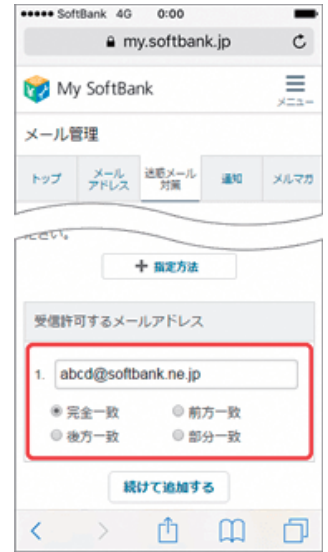 SoftBank 4G 0:00
my.softbank.jp
My SoftBank
メニュー
メール管理
トップ メールアドレス 迷惑メール対策 通知 メルマガ
ださい。
+ 指定方法
受信許可するメールアドレス
1. abcd@softbank.ne.jp
完全一致 前方一致
後方一致 部分一致
続けて追加する